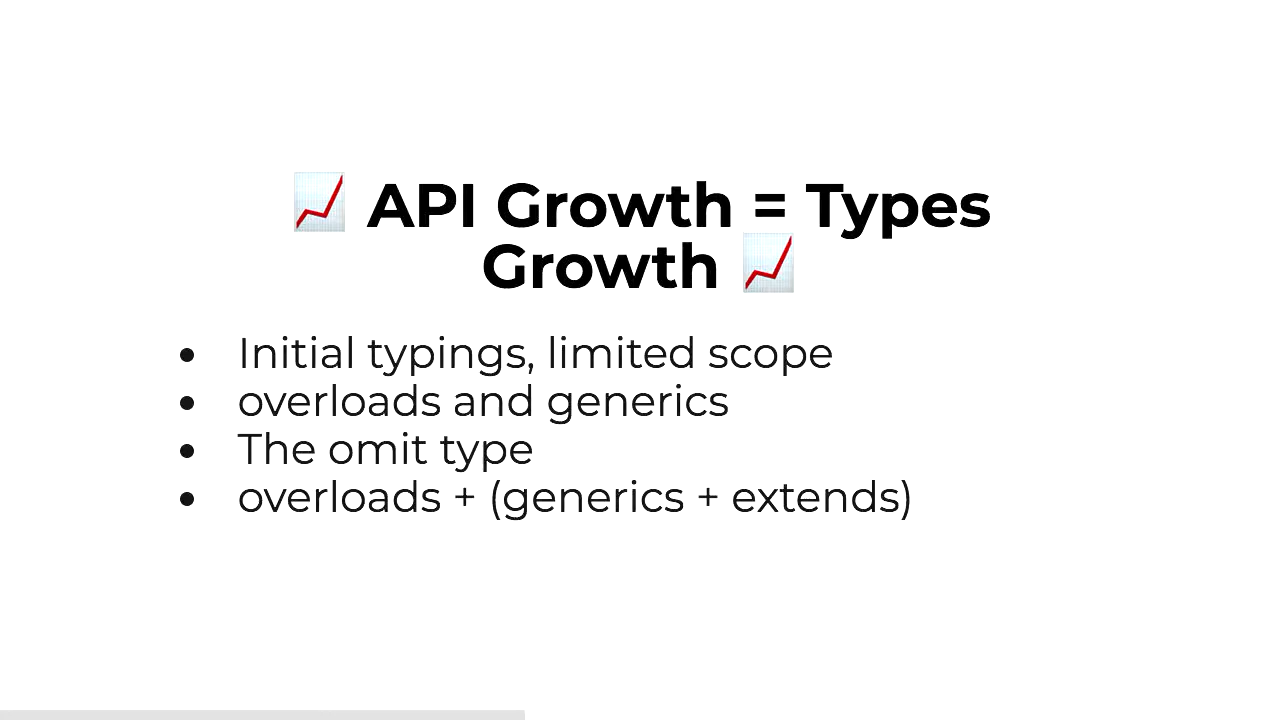 📈 API Growth = Types
Growth 📈
• Initial typings, limited scope
• overloads and generics
• The omit type
• overloads + (generics + extends)